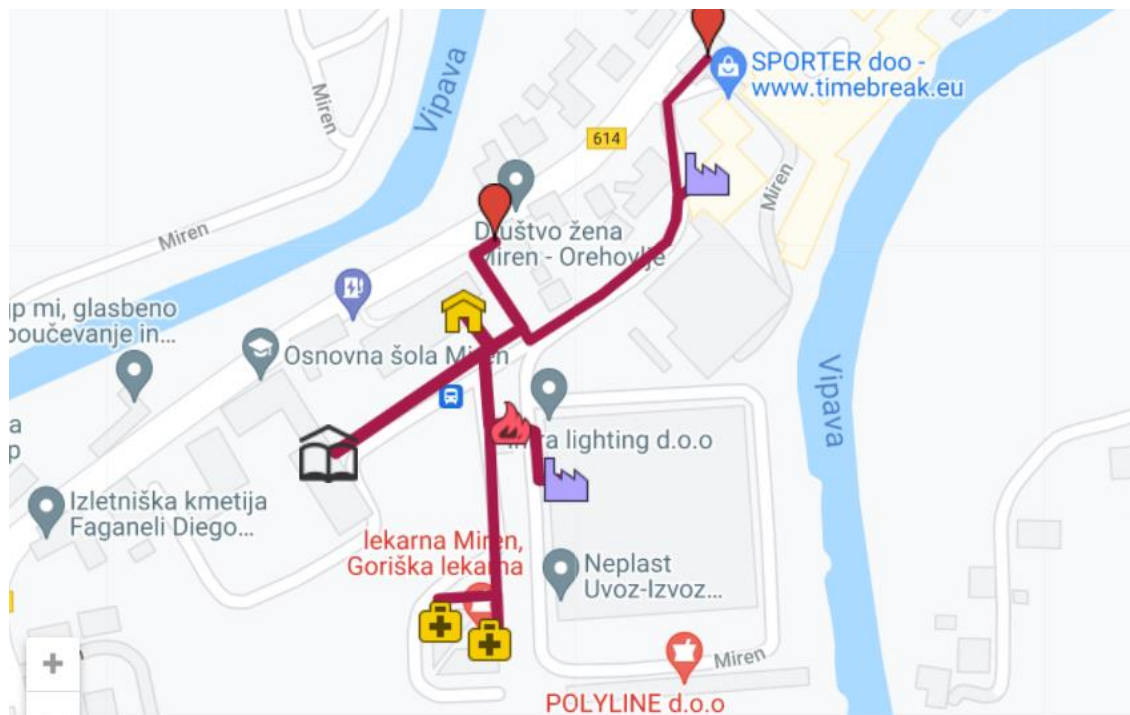 SPORTER doo -
www.timebreak.eu
Miren
Vipava
614
Miren
Miren
Društvo žena
Miren - Orehovlje
up mi, glasbeno
poučevanje in...
Osnovna šola Miren
Vipava
lighting d.o.o
Izletniška kmetija
Faganeli Diego...
lekarna Miren,
Goriška lekarna
Neplast
Uvoz-Izvoz...
Miren
POLYLINE d.o.o
+